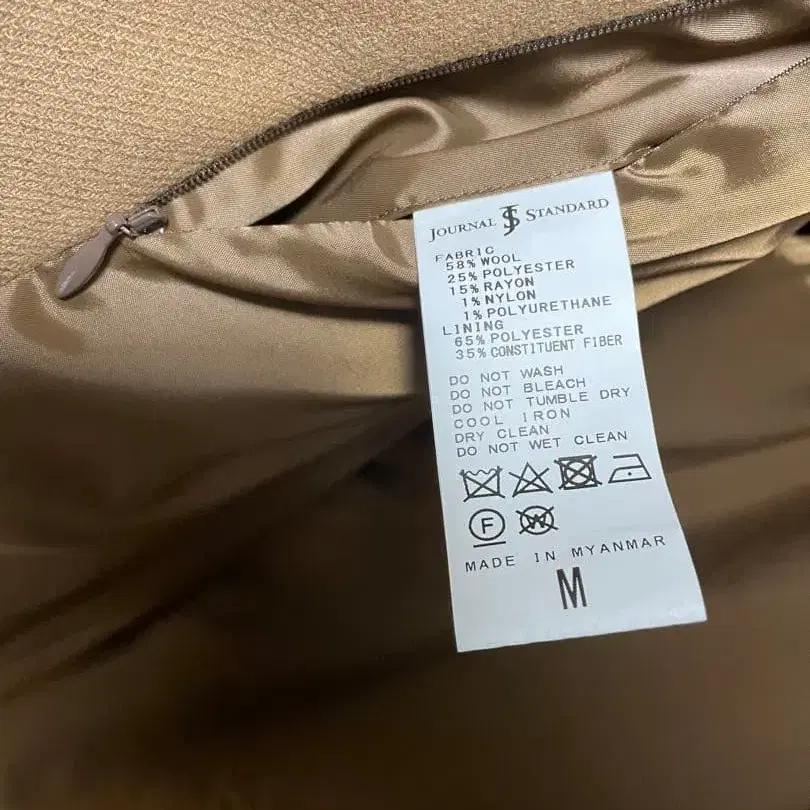 JOURNAL JS STANDARD
FABRIC
58% WOOL
25% POLYESTER
15% RAYON
1% NYLON
1% POLYURETHANE
LINING
65% POLYESTER
35% CONSTITUENT FIBER
DO NOT WASH
DO NOT BLEACH
DO NOT TUMBLE DRY
COOL IRON
DRY CLEAN
DO NOT WET CLEAN
F W
MADE IN MYANMAR
M